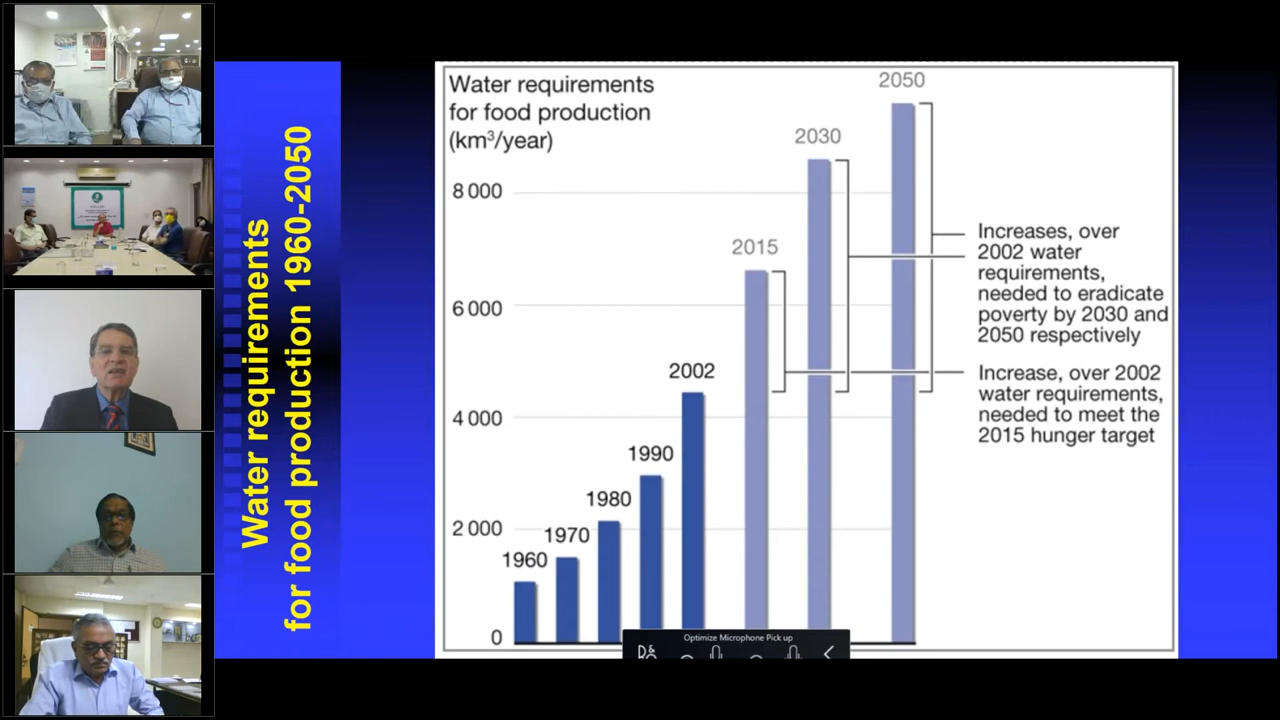 Water requirements
for food production 1960-2050
Water requirements
for food production
(km³/year)
2050
2030
8 000
2015
6 000
2002
4 000
1990
1980
2 000
1970
1960
0
Increases, over
2002 water
requirements,
needed to eradicate
poverty by 2030 and
2050 respectively
Increase, over 2002
water requirements,
needed to meet the
2015 hunger target
Optimize Microphone Pick up